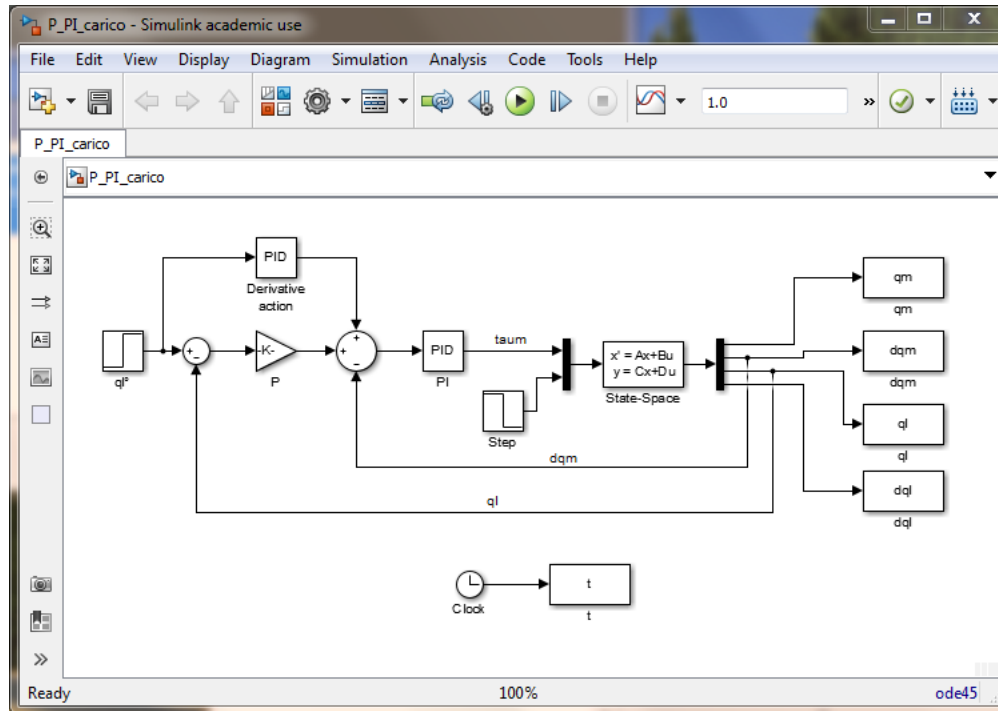 P_PI_carico - Simulink academic use
File Edit View Display Diagram Simulation Analysis Code Tools Help
1.0 »
P_PI_carico
P_PI_carico
PID
Derivative
action
ql°
+ −
-K-
P
+ + −
PID
PI
taum
Step
x' = Ax+Bu
y = Cx+Du
State-Space
dqm
ql
qm
qm
dqm
dqm
ql
ql
dql
dql
Clock
t
t
»
Ready 100% ode45